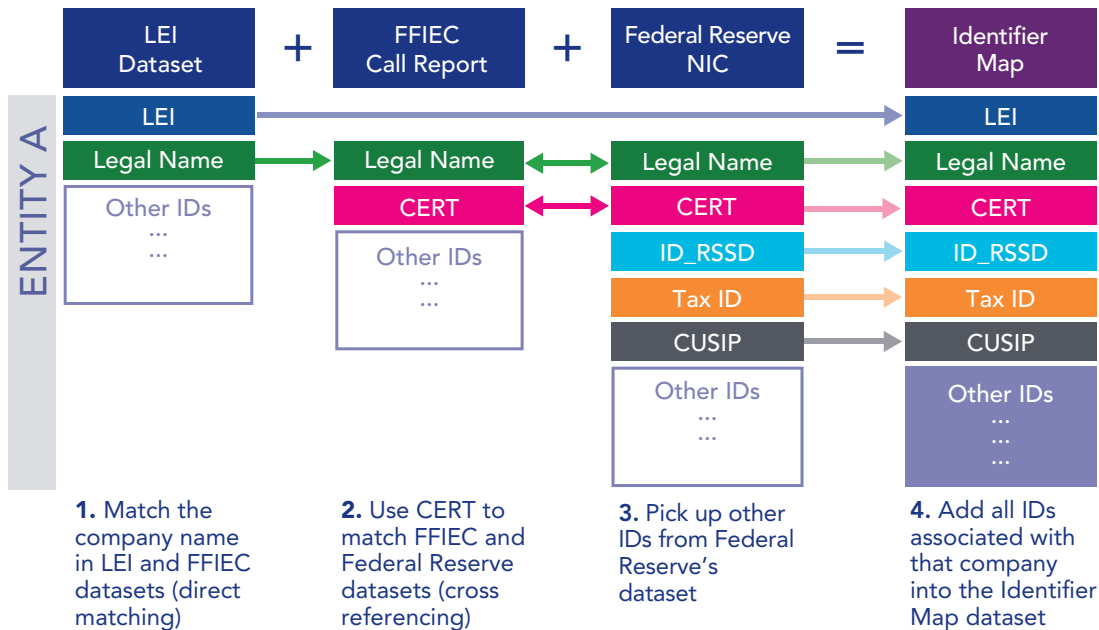 LEI
Dataset
+
FFIEC
Call Report
+
Federal Reserve
NIC
=
Identifier
Map
ENTITY A
LEI
LEI
Legal Name
Legal Name
Legal Name
Legal Name
Other IDs
...
...
CERT
CERT
CERT
Other IDs
...
...
ID_RSSD
ID_RSSD
Tax ID
Tax ID
CUSIP
CUSIP
Other IDs
...
...
Other IDs
...
...
...
1. Match the
company name
in LEI and FFIEC
datasets (direct
matching)
2. Use CERT to
match FFIEC and
Federal Reserve
datasets (cross
referencing)
3. Pick up other
IDs from Federal
Reserve's
dataset
4. Add all IDs
associated with
that company
into the Identifier
Map dataset